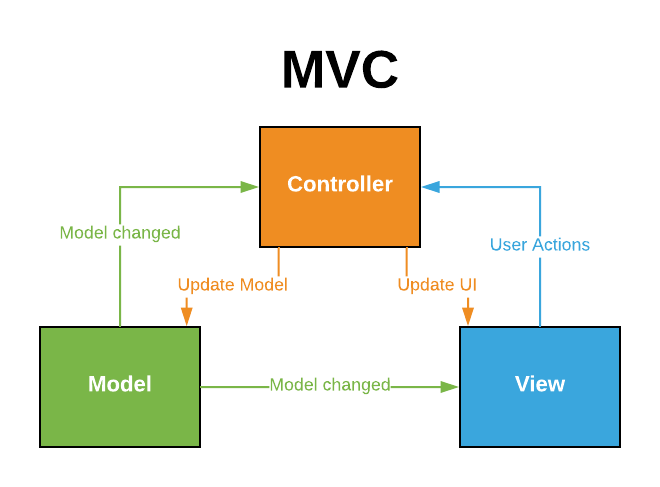 MVC
Controller
Model changed
User Actions
Update Model
Update UI
Model
Model changed
View